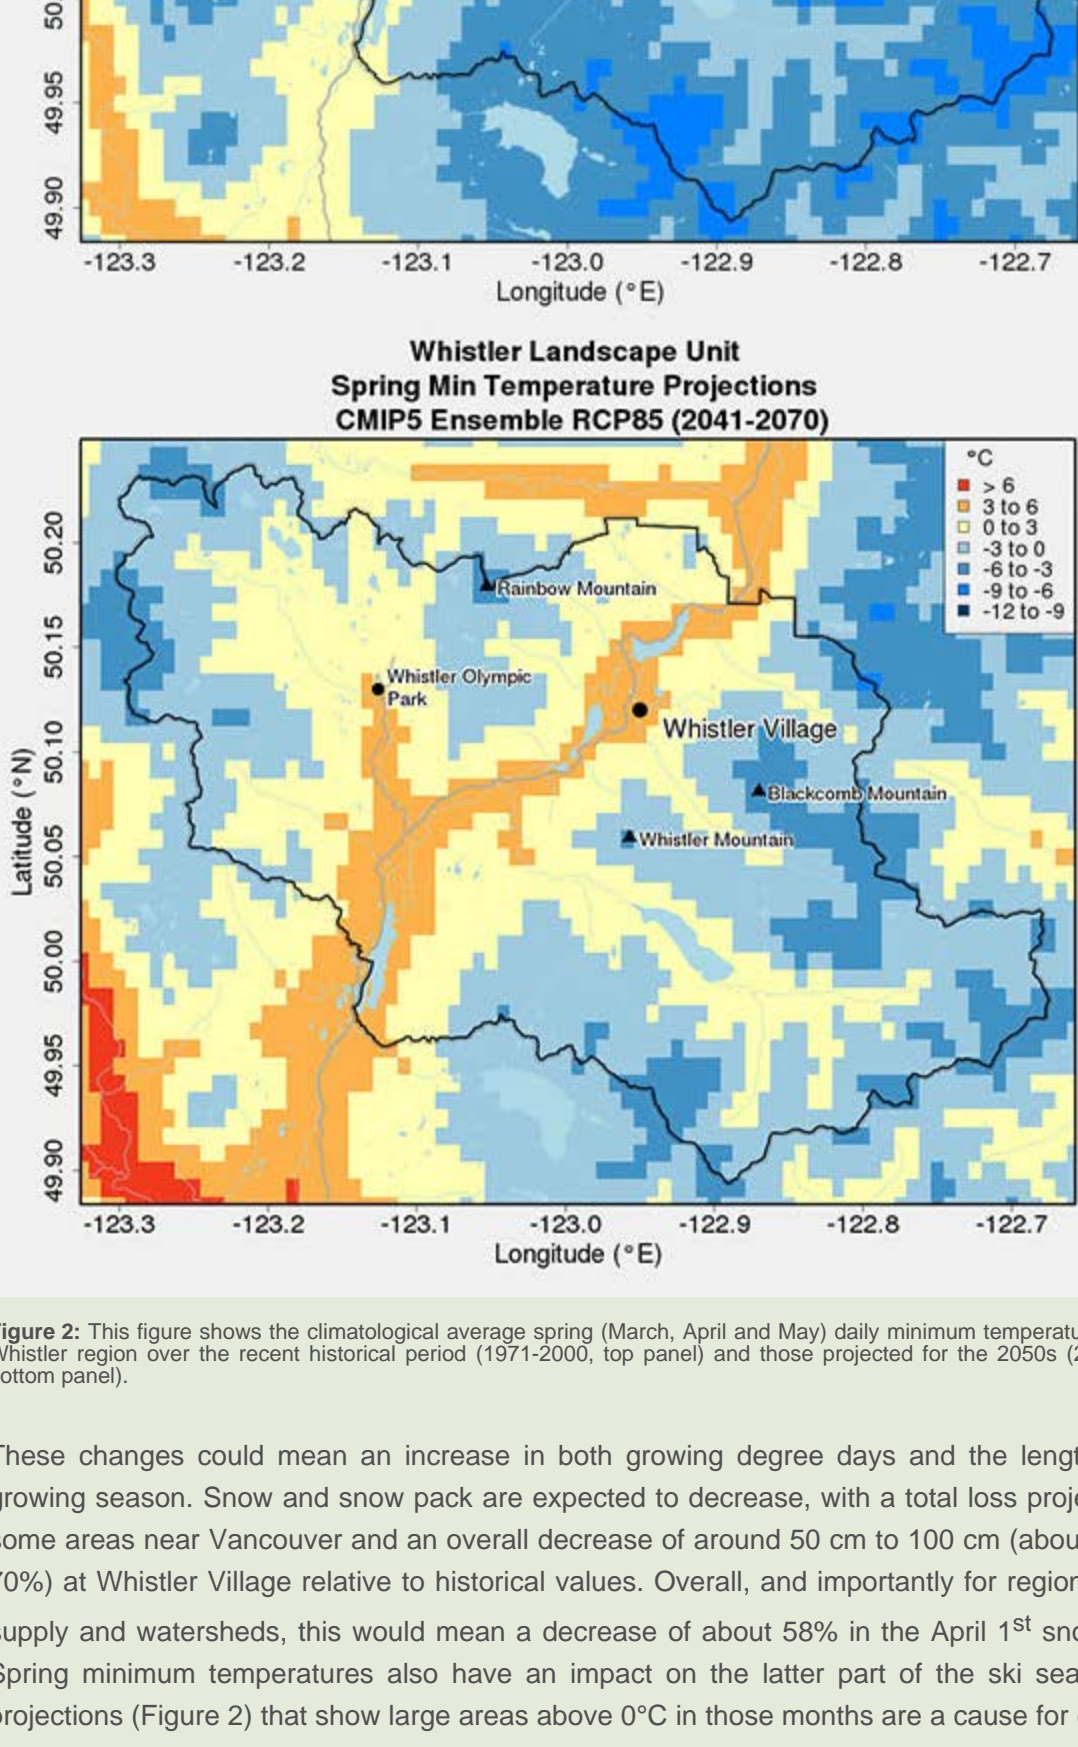 50.
49.95
49.90
-123.3 -123.2 -123.1 -123.0 -122.9 -122.8 -122.7
Longitude (°E)
Whistler Landscape Unit
Spring Min Temperature Projections
CMIP5 Ensemble RCP85 (2041-2070)
°C
> 6
3 to 6
0 to 3
-3 to 0
-6 to -3
-9 to -6
-12 to -9
Rainbow Mountain
Whistler Olympic
Park
Whistler Village
Blackcomb Mountain
Whistler Mountain
Latitude (°N)
50.20
50.15
50.10
50.05
50.00
49.95
49.90
-123.3 -123.2 -123.1 -123.0 -122.9 -122.8 -122.7
Longitude (°E)
igure 2: This figure shows the climatological average spring (March, April and May) daily minimum temperatu
Whistler region over the recent historical period (1971-2000, top panel) and those projected for the 2050s (2
ottom panel).
These changes could mean an increase in both growing degree days and the lengt
growing season. Snow and snow pack are expected to decrease, with a total loss proje
some areas near Vancouver and an overall decrease of around 50 cm to 100 cm (abou
70%) at Whistler Village relative to historical values. Overall, and importantly for region
supply and watersheds, this would mean a decrease of about 58% in the April 1st sno
Spring minimum temperatures also have an impact on the latter part of the ski sea
projections (Figure 2) that show large areas above 0°C in those months are a cause for